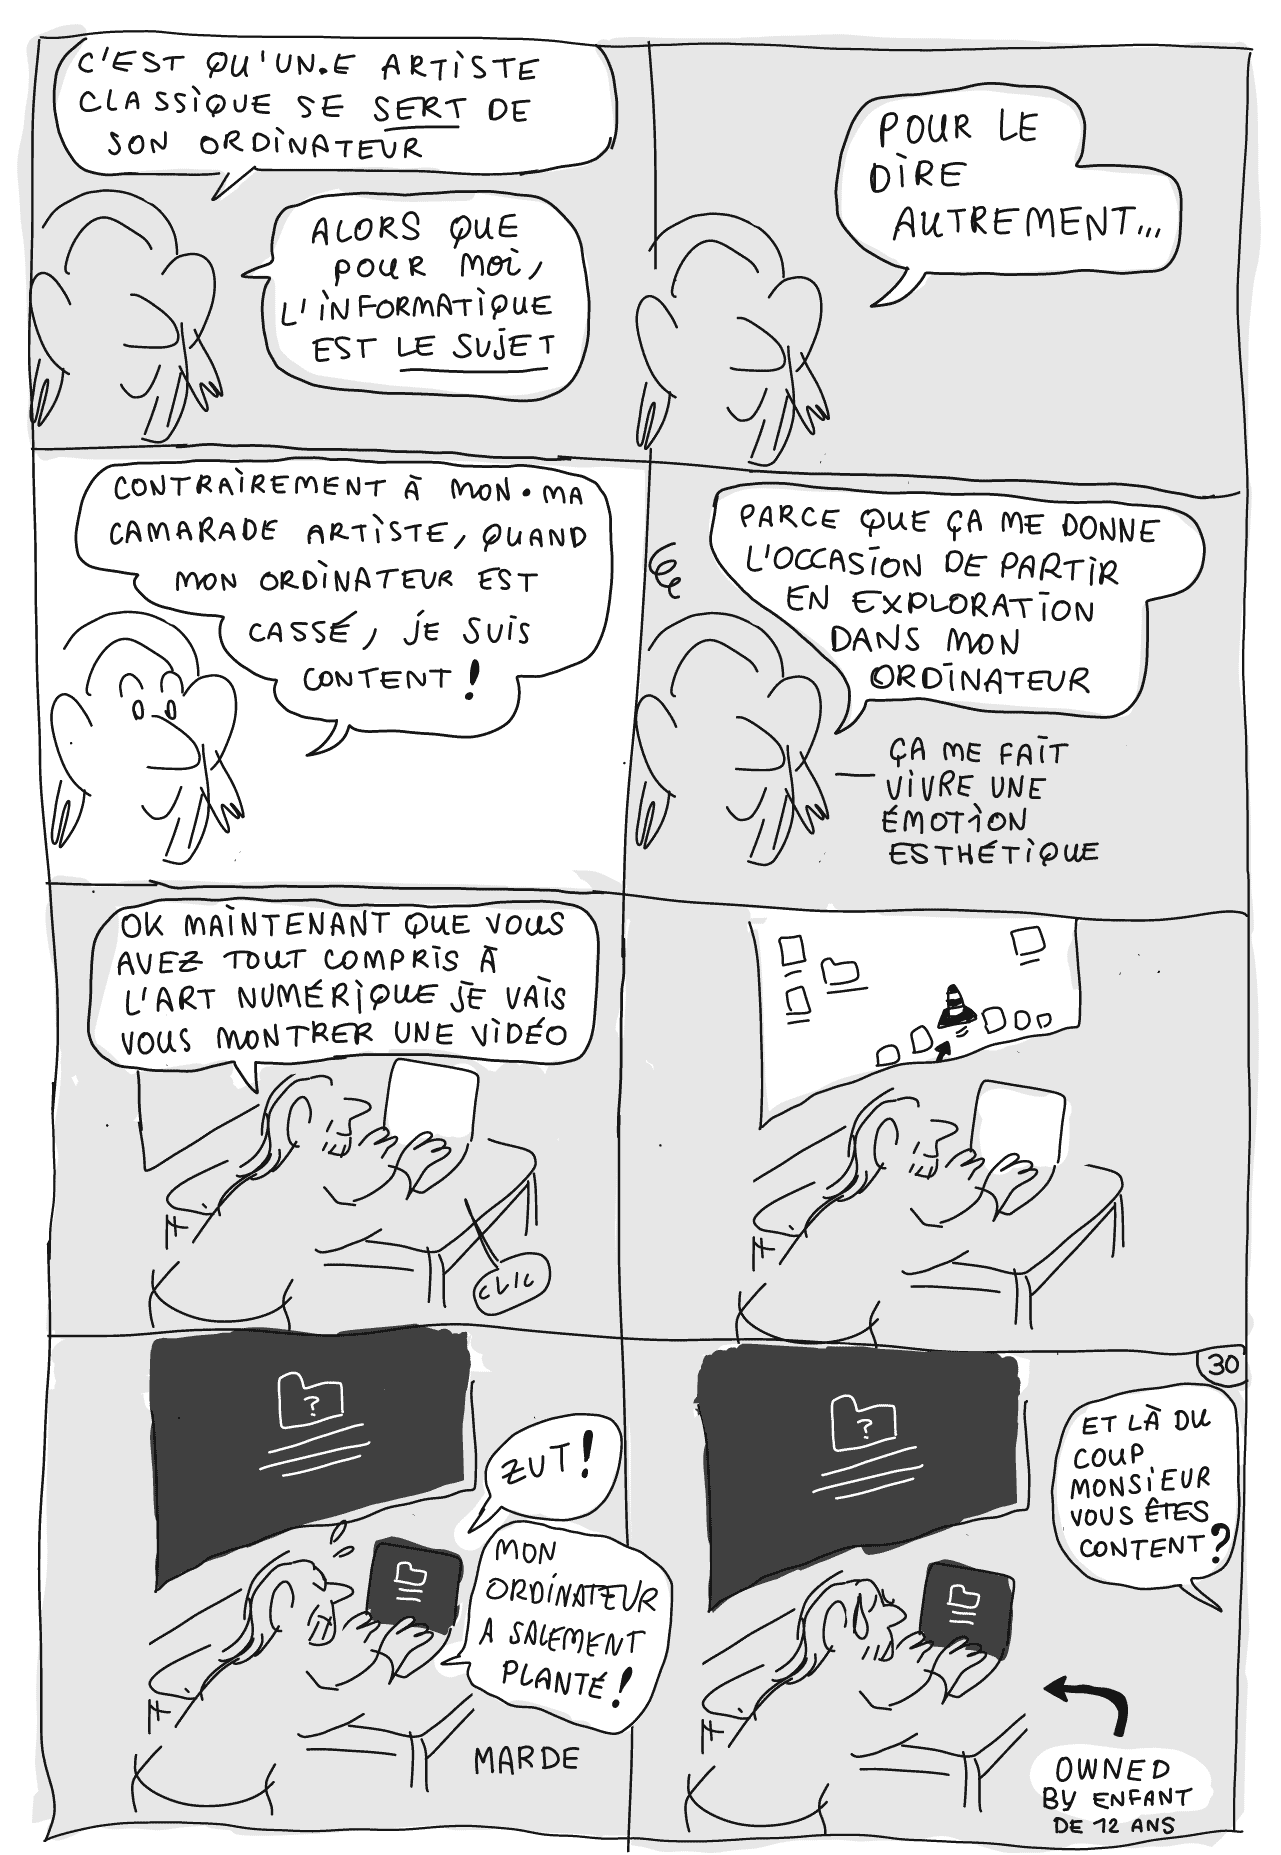 C'EST QU'UN.E ARTISTE
CLASSIQUE SE SERT DE
SON ORDINATEUR
ALORS QUE
POUR MOI,
L'INFORMATIQUE
EST LE SUJET
POUR LE
DIRE
AUTREMENT...
CONTRAIREMENT À MON•MA
CAMARADE ARTISTE, QUAND
MON ORDINATEUR EST
CASSÉ, JE SUIS
CONTENT !
PARCE QUE ÇA ME DONNE
L'OCCASION DE PARTIR
EN EXPLORATION
DANS MON
ORDINATEUR
ÇA ME FAIT
VIVRE UNE
ÉMOTION
ESTHÉTIQUE
OK MAINTENANT QUE VOUS
AVEZ TOUT COMPRIS À
L'ART NUMÉRIQUE JE VAIS
VOUS MONTRER UNE VIDÉO
CLIC
?
ZUT !
MON
ORDINATEUR
A SALEMENT
PLANTÉ !
MARDE
30
?
ET LÀ DU
COUP
MONSIEUR
VOUS ÊTES
CONTENT ?
OWNED
BY ENFANT
DE 12 ANS